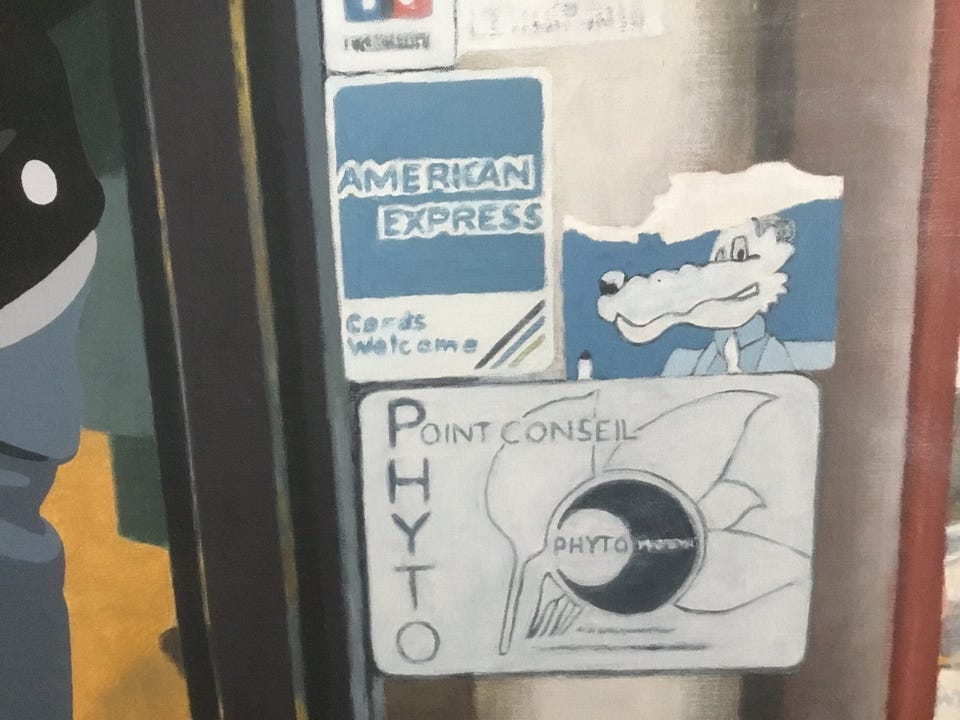 AMERICAN
EXPRESS
Cards
Welcome
POINT CONSEIL
PHYTO
PHYTO